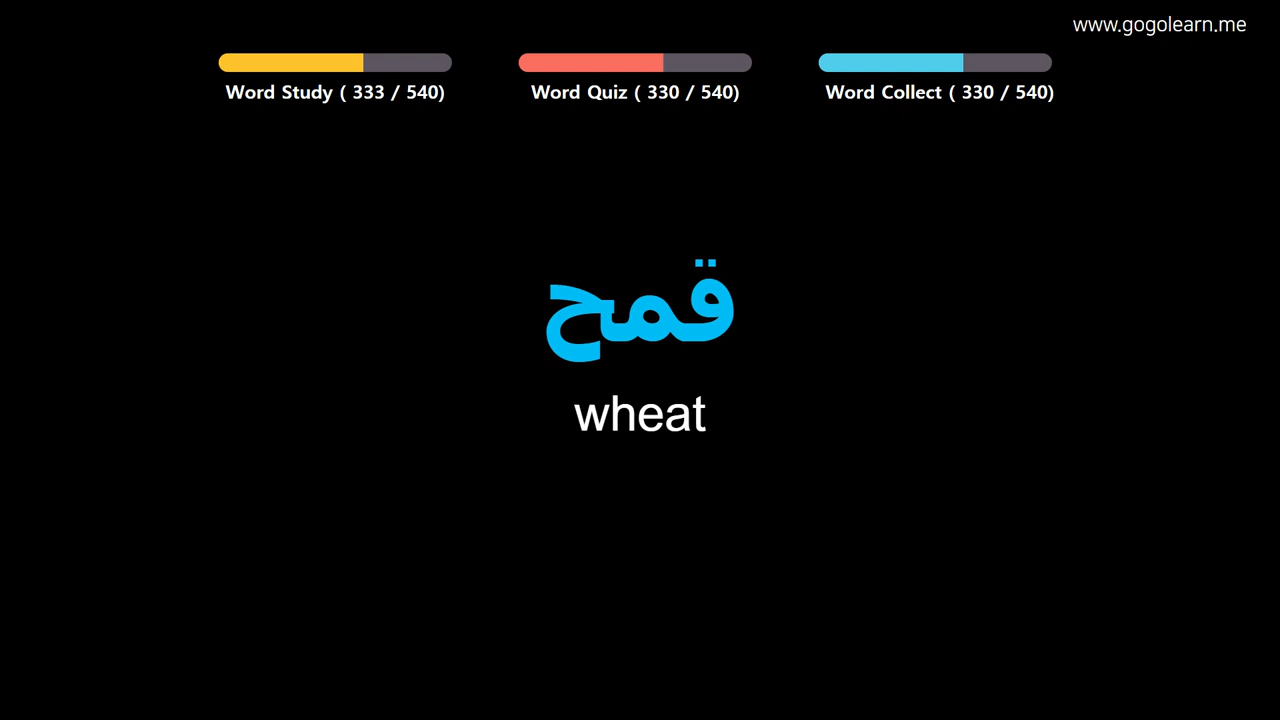 www.gogolearn.me
Word Study ( 333 / 540)
Word Quiz ( 330 / 540)
Word Collect ( 330 / 540)
قمح
wheat